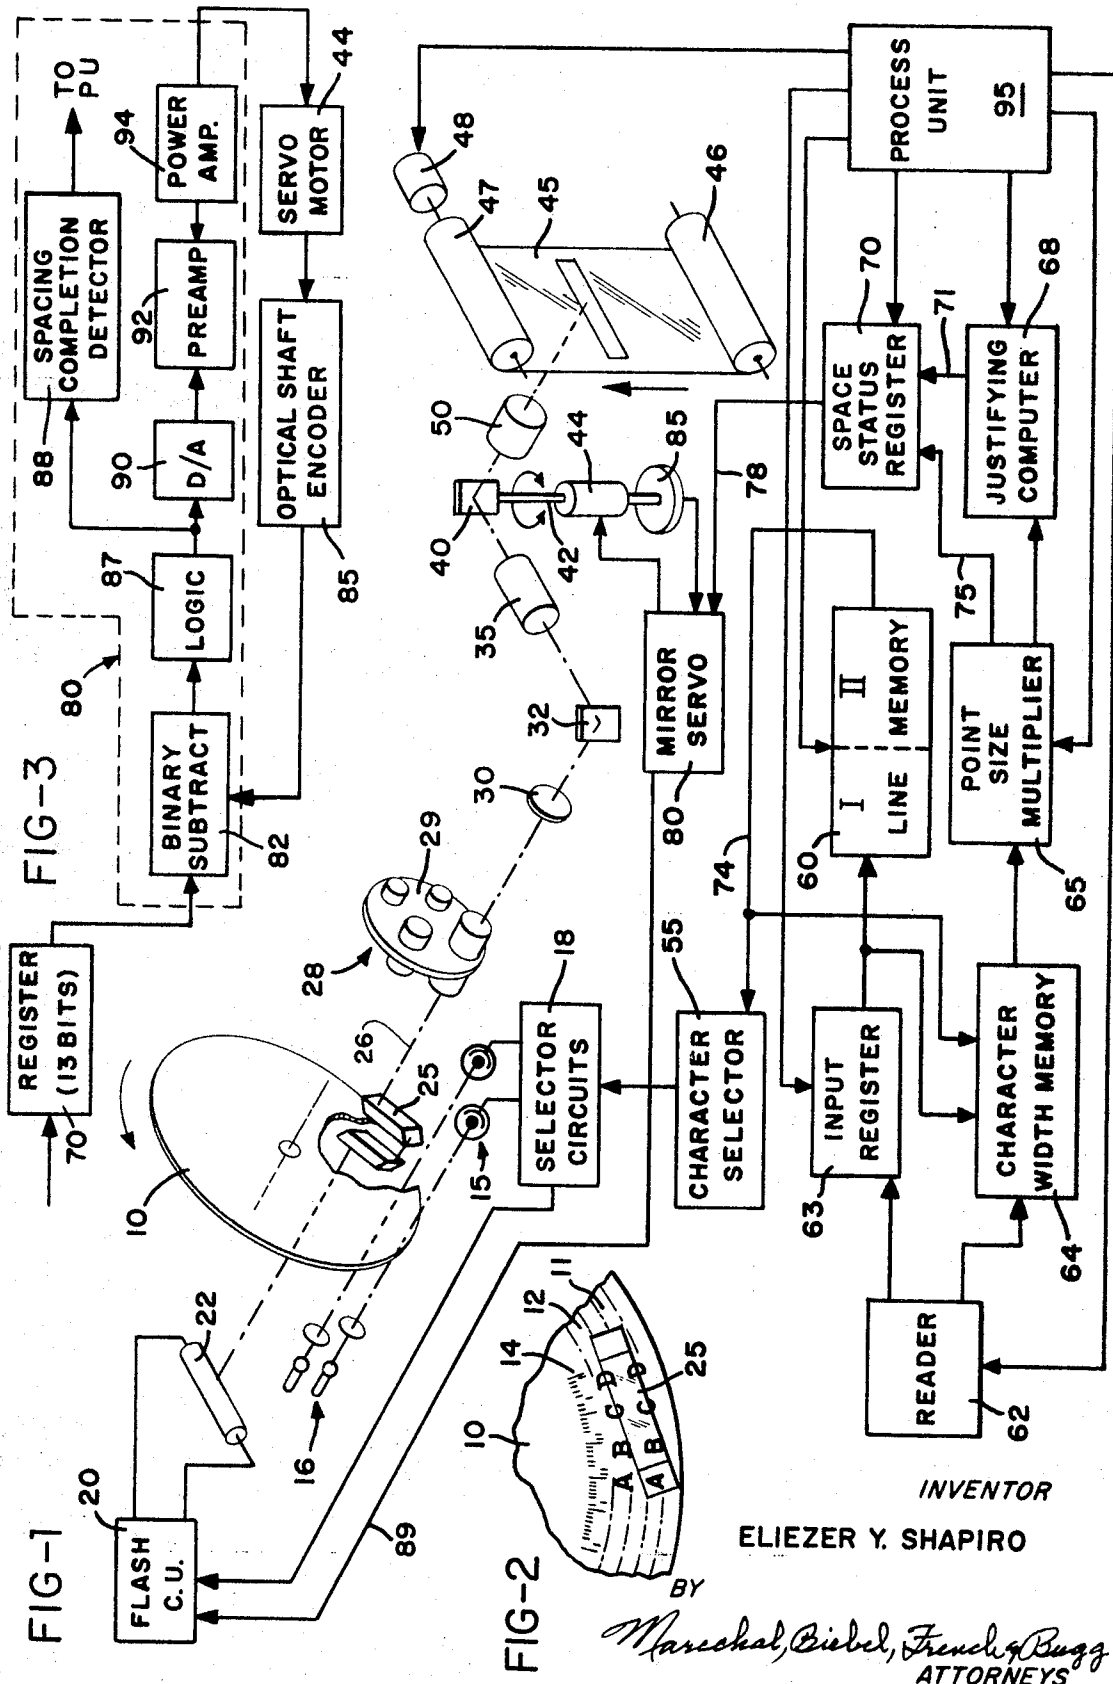 FIG-1
FLASH
C.U.
20
22
16
10
15
25
26
SELECTOR
CIRCUITS
18
28
29
30
32
35
40
42
44
50
85
45
46
47
48
89
CHARACTER
SELECTOR
55
74
MIRROR
SERVO
80
78
READER
62
INPUT
REGISTER
63
CHARACTER
WIDTH MEMORY
64
I
II
LINE
MEMORY
60
POINT
SIZE
MULTIPLIER
65
75
SPACE
STATUS
REGISTER
70
71
JUSTIFYING
COMPUTER
68
PROCESS
UNIT
95
FIG-2
10
14
12
11
A B C D
A B C D
25
FIG-3
REGISTER
(13 BITS)
70
80
BINARY
SUBTRACT
82
LOGIC
87
D/A
90
PREAMP
92
POWER
AMP.
94
SPACING
COMPLETION
DETECTOR
88
TO
PU
SERVO
MOTOR
44
OPTICAL SHAFT
ENCODER
85
INVENTOR
ELIEZER Y. SHAPIRO
BY
Marechal, Biebel, French & Bugg
ATTORNEYS